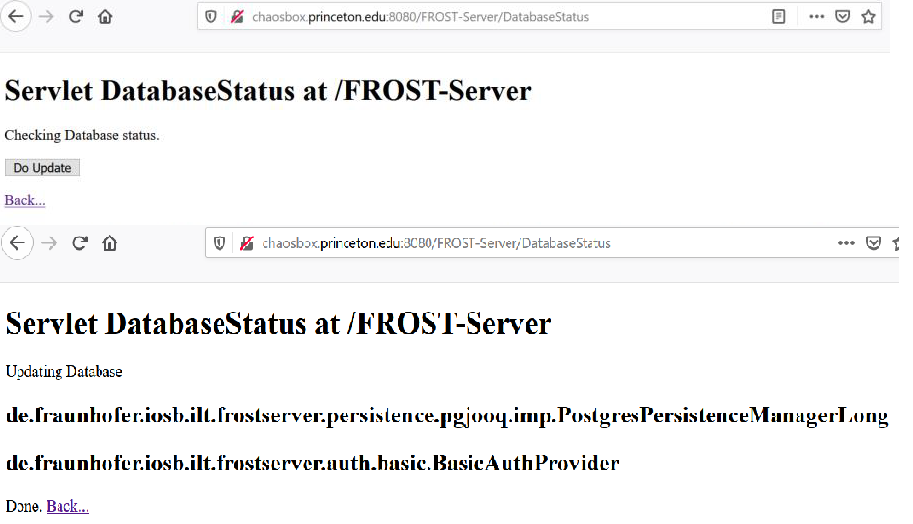 chaosbox.princeton.edu:8080/FROST-Server/DatabaseStatus
Servlet DatabaseStatus at /FROST-Server
Checking Database status.
Do Update
Back...
chaosbox.princeton.edu:8080/FROST-Server/DatabaseStatus
Servlet DatabaseStatus at /FROST-Server
Updating Database
de.fraunhofer.iosb.ilt.frostserver.persistence.pgjooq.imp.PostgresPersistenceManagerLong
de.fraunhofer.iosb.ilt.frostserver.auth.basic.BasicAuthProvider
Done. Back...